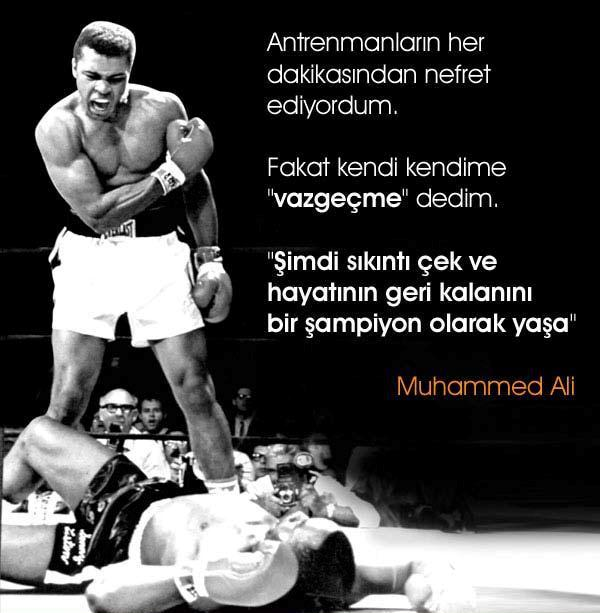 Antrenmanların her
dakikasından nefret
ediyordum.
Fakat kendi kendime
"vazgeçme" dedim.
"Şimdi sıkıntı çek ve
hayatının geri kalanını
bir şampiyon olarak yaşa"
Muhammed Ali
EVERLAST